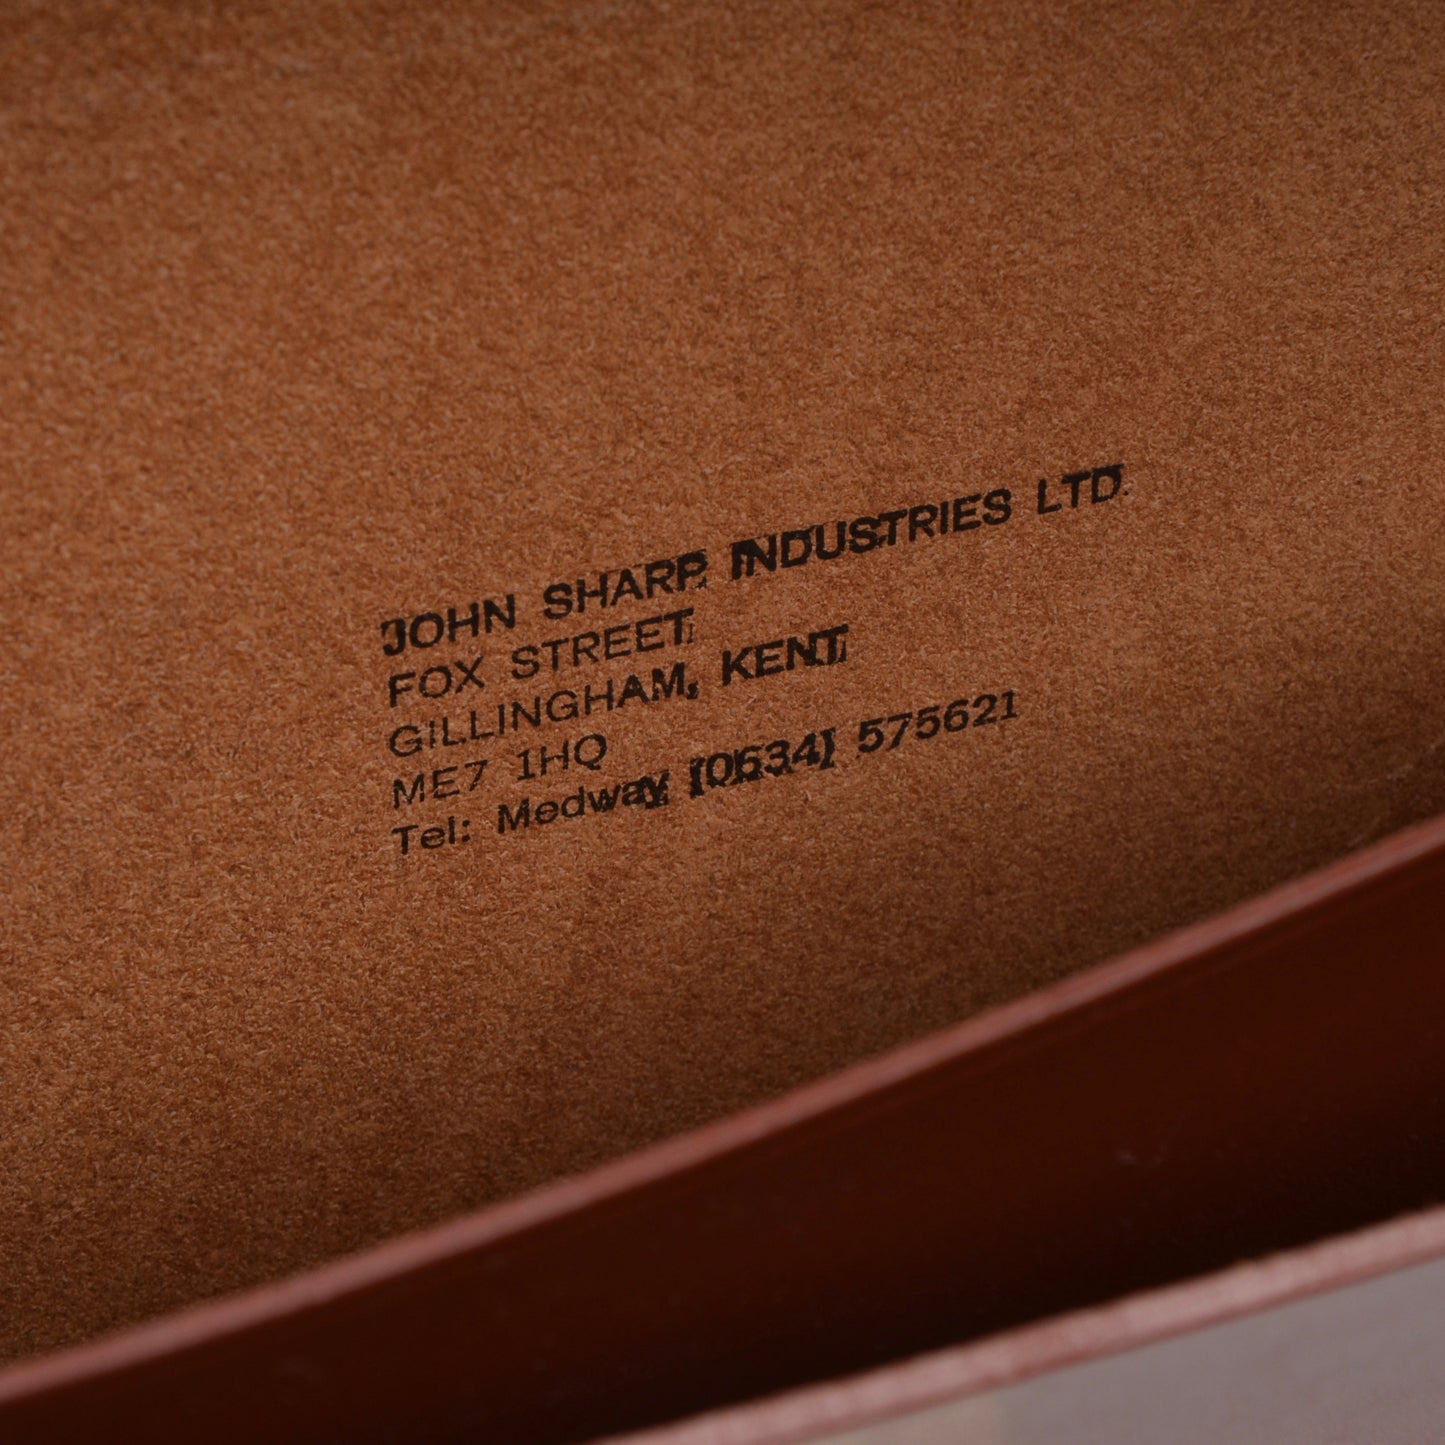 JOHN SHARP INDUSTRIES LTD.
FOX STREET
GILLINGHAM, KENT
ME7 1HQ
Tel: Medway (0634) 575621